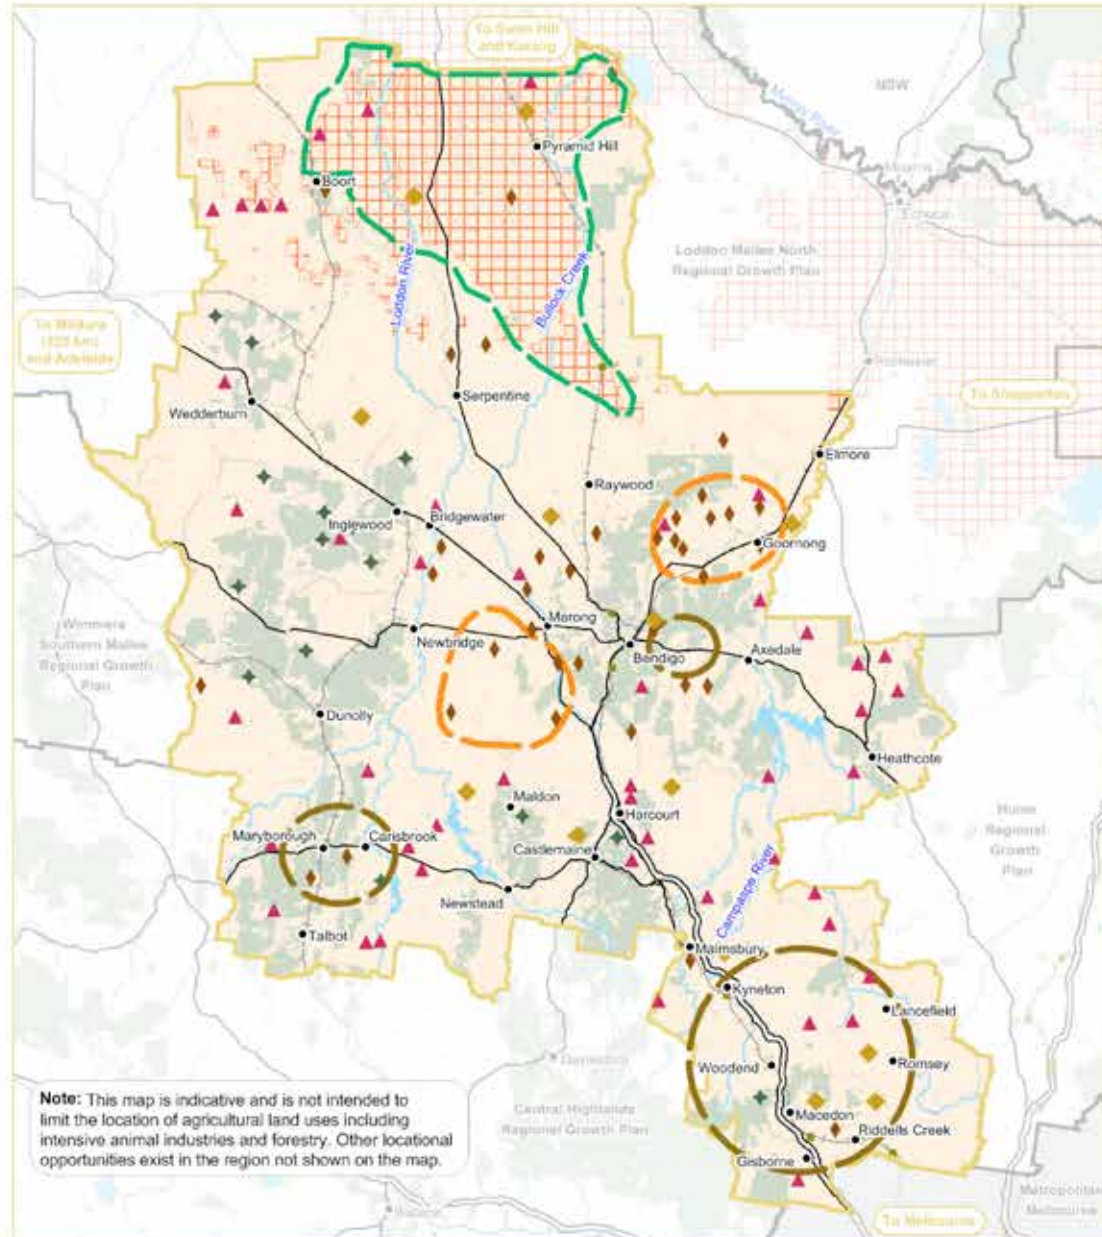 To Swan Hill
and Kerang
NSW
Murray River
Moama
Echuca
Pyramid Hill
Boort
Loddon Mallee North
Regional Growth Plan
Loddon River
Bullock Creek
To Mildura
and Adelaide
Rochester
To Shepparton
Serpentine
Wedderburn
Elmore
Raywood
Inglewood
Bridgewater
Goornong
Marong
Newbridge
Bendigo
Axedale
Wimmera
Southern Mallee
Regional Growth
Plan
Dunolly
Heathcote
Maldon
Harcourt
Hume
Regional
Growth
Plan
Maryborough
Carisbrook
Castlemaine
Campaspe River
Newstead
Talbot
Malmsbury
Kyneton
Lancefield
Daylesford
Woodend
Romsey
Central Highlands
Regional Growth Plan
Macedon
Riddells Creek
Gisborne
Note: This map is indicative and is not intended to
limit the location of agricultural land uses including
intensive animal industries and forestry. Other locational
opportunities exist in the region not shown on the map.
Metropolitan
Melbourne
To Melbourne